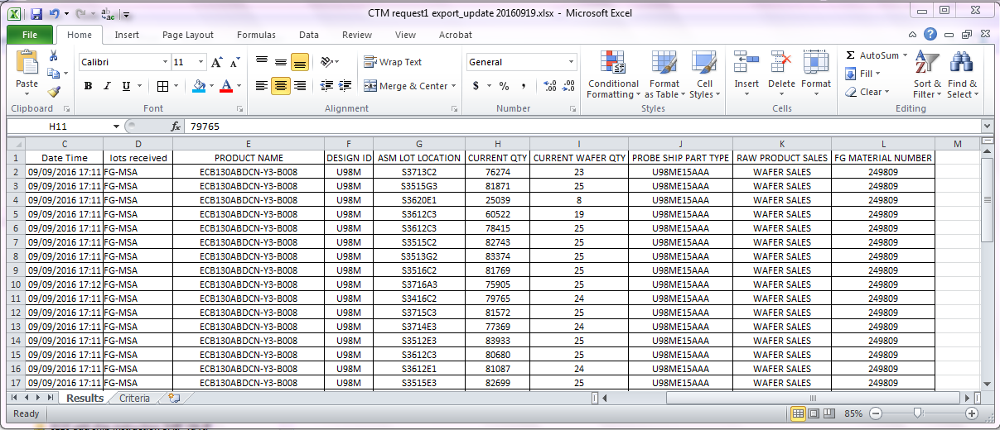 CTM request1 export_update 20160919.xlsx - Microsoft Excel
File Home Insert Page Layout Formulas Data Review View Acrobat
Calibri 11 Wrap Text General AutoSum
Fill
Paste Merge & Center Conditional Formatting Format as Table Cell Styles Insert Delete Format Clear Sort & Filter Find & Select
Clipboard Font Alignment Number Styles Cells Editing
H11 fx 79765
C D E F G H I J K L M
1 Date Time lots received PRODUCT NAME DESIGN ID ASM LOT LOCATION CURRENT QTY CURRENT WAFER QTY PROBE SHIP PART TYPE RAW PRODUCT SALES FG MATERIAL NUMBER
2 09/09/2016 17:11 FG-MSA ECB130ABDCN-Y3-B008 U98M S3713C2 76274 23 U98ME15AAA WAFER SALES 249809
3 09/09/2016 17:11 FG-MSA ECB130ABDCN-Y3-B008 U98M S3515G3 81871 25 U98ME15AAA WAFER SALES 249809
4 09/09/2016 17:11 FG-MSA ECB130ABDCN-Y3-B008 U98M S3620E1 25039 8 U98ME15AAA WAFER SALES 249809
5 09/09/2016 17:11 FG-MSA ECB130ABDCN-Y3-B008 U98M S3612C3 60522 19 U98ME15AAA WAFER SALES 249809
6 09/09/2016 17:11 FG-MSA ECB130ABDCN-Y3-B008 U98M S3612C3 78415 25 U98ME15AAA WAFER SALES 249809
7 09/09/2016 17:11 FG-MSA ECB130ABDCN-Y3-B008 U98M S3515C2 82743 25 U98ME15AAA WAFER SALES 249809
8 09/09/2016 17:11 FG-MSA ECB130ABDCN-Y3-B008 U98M S3513G2 83374 25 U98ME15AAA WAFER SALES 249809
9 09/09/2016 17:11 FG-MSA ECB130ABDCN-Y3-B008 U98M S3516C2 81769 25 U98ME15AAA WAFER SALES 249809
10 09/09/2016 17:12 FG-MSA ECB130ABDCN-Y3-B008 U98M S3716A3 75905 25 U98ME15AAA WAFER SALES 249809
11 09/09/2016 17:11 FG-MSA ECB130ABDCN-Y3-B008 U98M S3416C2 79765 24 U98ME15AAA WAFER SALES 249809
12 09/09/2016 17:11 FG-MSA ECB130ABDCN-Y3-B008 U98M S3715C3 81572 25 U98ME15AAA WAFER SALES 249809
13 09/09/2016 17:11 FG-MSA ECB130ABDCN-Y3-B008 U98M S3714E3 77369 24 U98ME15AAA WAFER SALES 249809
14 09/09/2016 17:11 FG-MSA ECB130ABDCN-Y3-B008 U98M S3512E3 83933 25 U98ME15AAA WAFER SALES 249809
15 09/09/2016 17:11 FG-MSA ECB130ABDCN-Y3-B008 U98M S3612C3 80680 25 U98ME15AAA WAFER SALES 249809
16 09/09/2016 17:11 FG-MSA ECB130ABDCN-Y3-B008 U98M S3612E1 81087 24 U98ME15AAA WAFER SALES 249809
17 09/09/2016 17:11 FG-MSA ECB130ABDCN-Y3-B008 U98M S3515E3 82699 25 U98ME15AAA WAFER SALES 249809
Results Criteria
Ready 85%